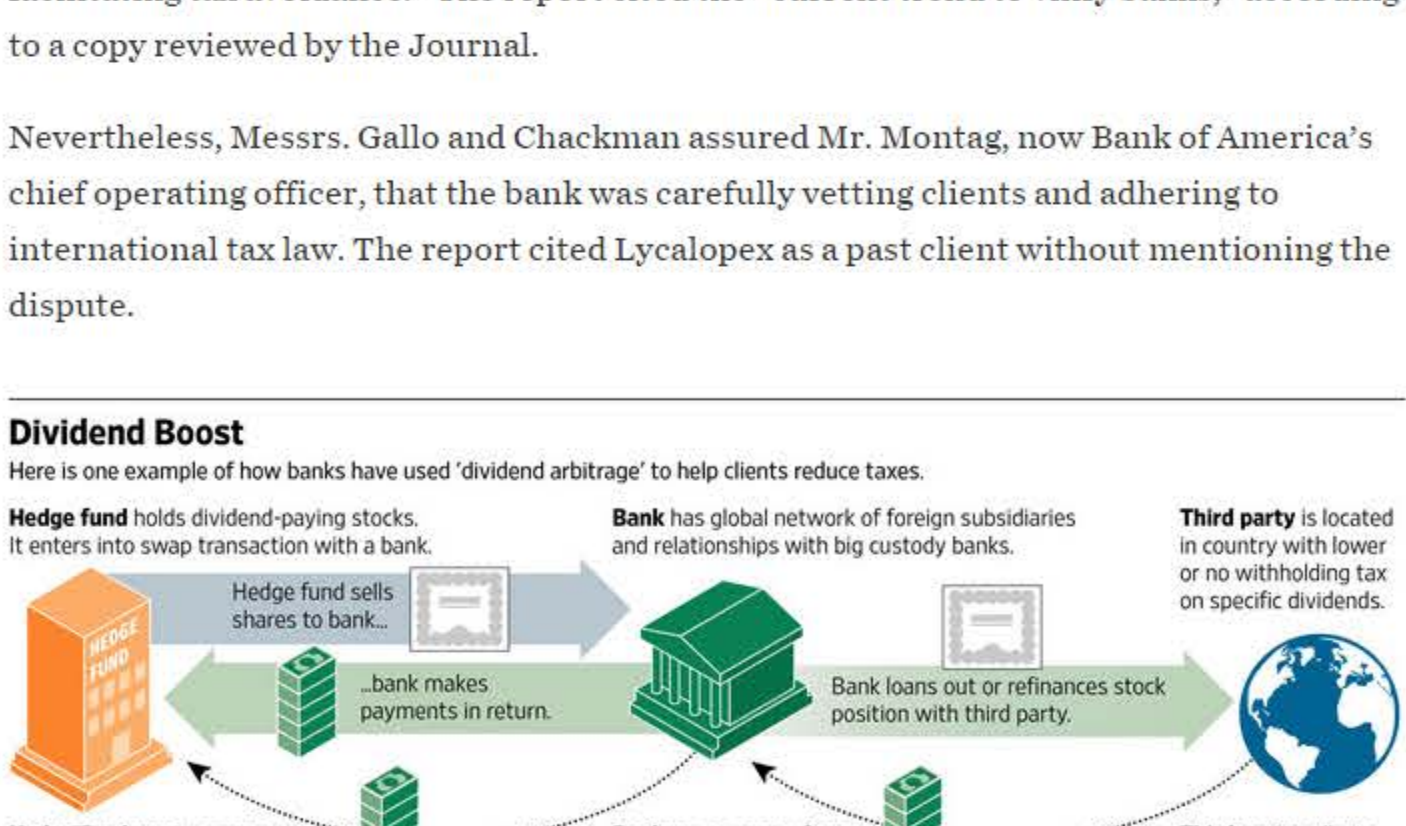 to a copy reviewed by the Journal.
Nevertheless, Messrs. Gallo and Chackman assured Mr. Montag, now Bank of America’s
chief operating officer, that the bank was carefully vetting clients and adhering to
international tax law. The report cited Lycalopex as a past client without mentioning the
dispute.
Dividend Boost
Here is one example of how banks have used ‘dividend arbitrage’ to help clients reduce taxes.
Hedge fund holds dividend-paying stocks.
It enters into swap transaction with a bank.
Bank has global network of foreign subsidiaries
and relationships with big custody banks.
Third party is located
in country with lower
or no withholding tax
on specific dividends.
Hedge fund sells
shares to bank...
HEDGE
FUND
...bank makes
payments in return.
Bank loans out or refinances stock
position with third party.